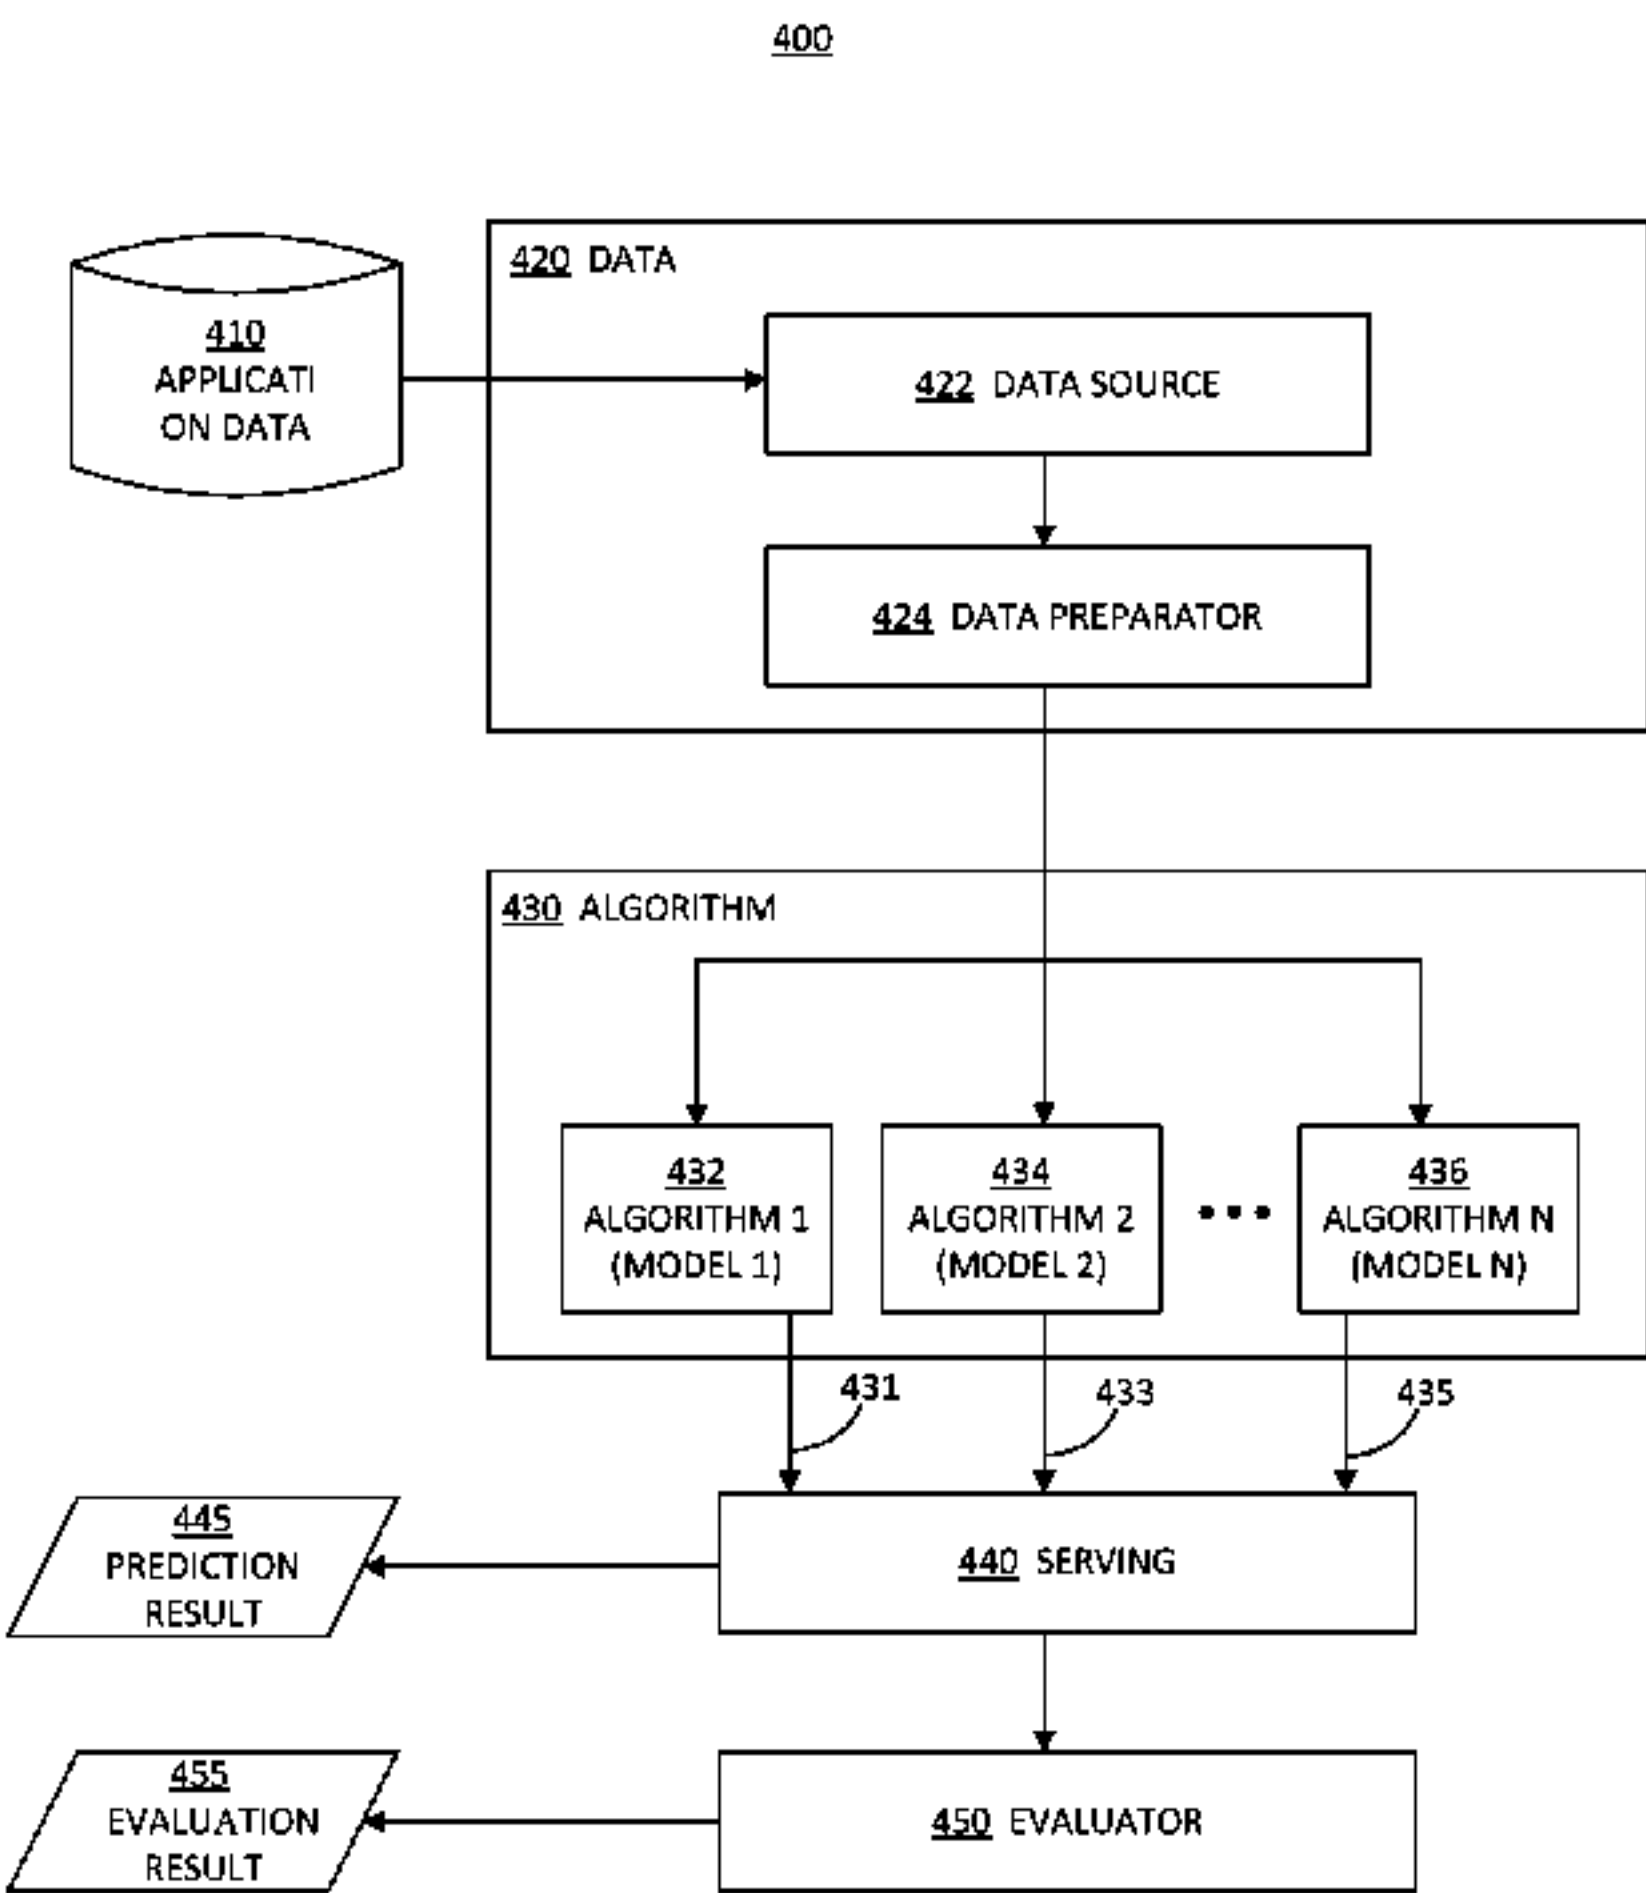 400
420 DATA
410
APPLICATI
ON DATA
422 DATA SOURCE
424 DATA PREPARATOR
430 ALGORITHM
432
ALGORITHM 1
(MODEL 1)
434
ALGORITHM 2
(MODEL 2)
•••
436
ALGORITHM N
(MODEL N)
431
433
435
445
PREDICTION
RESULT
440 SERVING
455
EVALUATION
RESULT
450 EVALUATOR